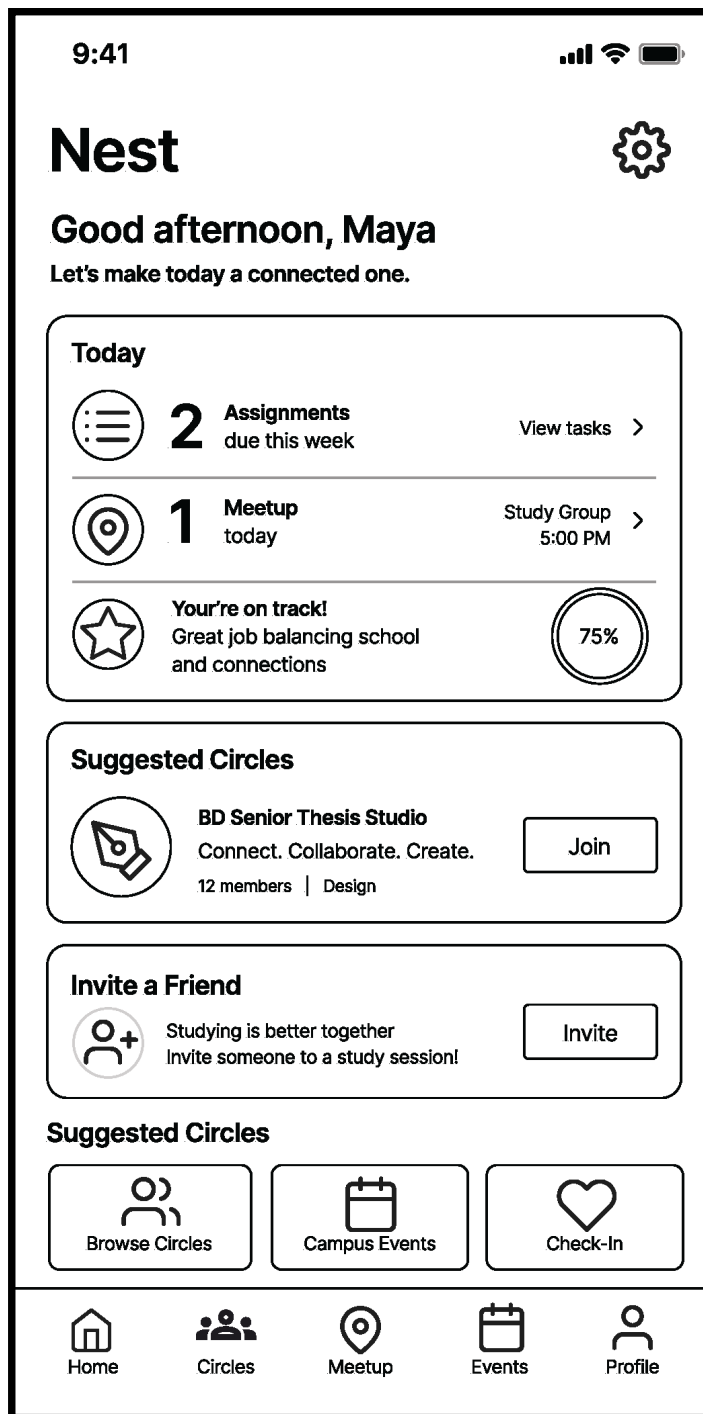 9:41
Nest
Good afternoon, Maya
Let's make today a connected one.
Today
2 Assignments
due this week
View tasks
1 Meetup
today
Study Group
5:00 PM
Your're on track!
Great job balancing school
and connections
75%
Suggested Circles
BD Senior Thesis Studio
Connect. Collaborate. Create.
12 members | Design
Join
Invite a Friend
Studying is better together
Invite someone to a study session!
Invite
Suggested Circles
Browse Circles
Campus Events
Check-In
Home
Circles
Meetup
Events
Profile